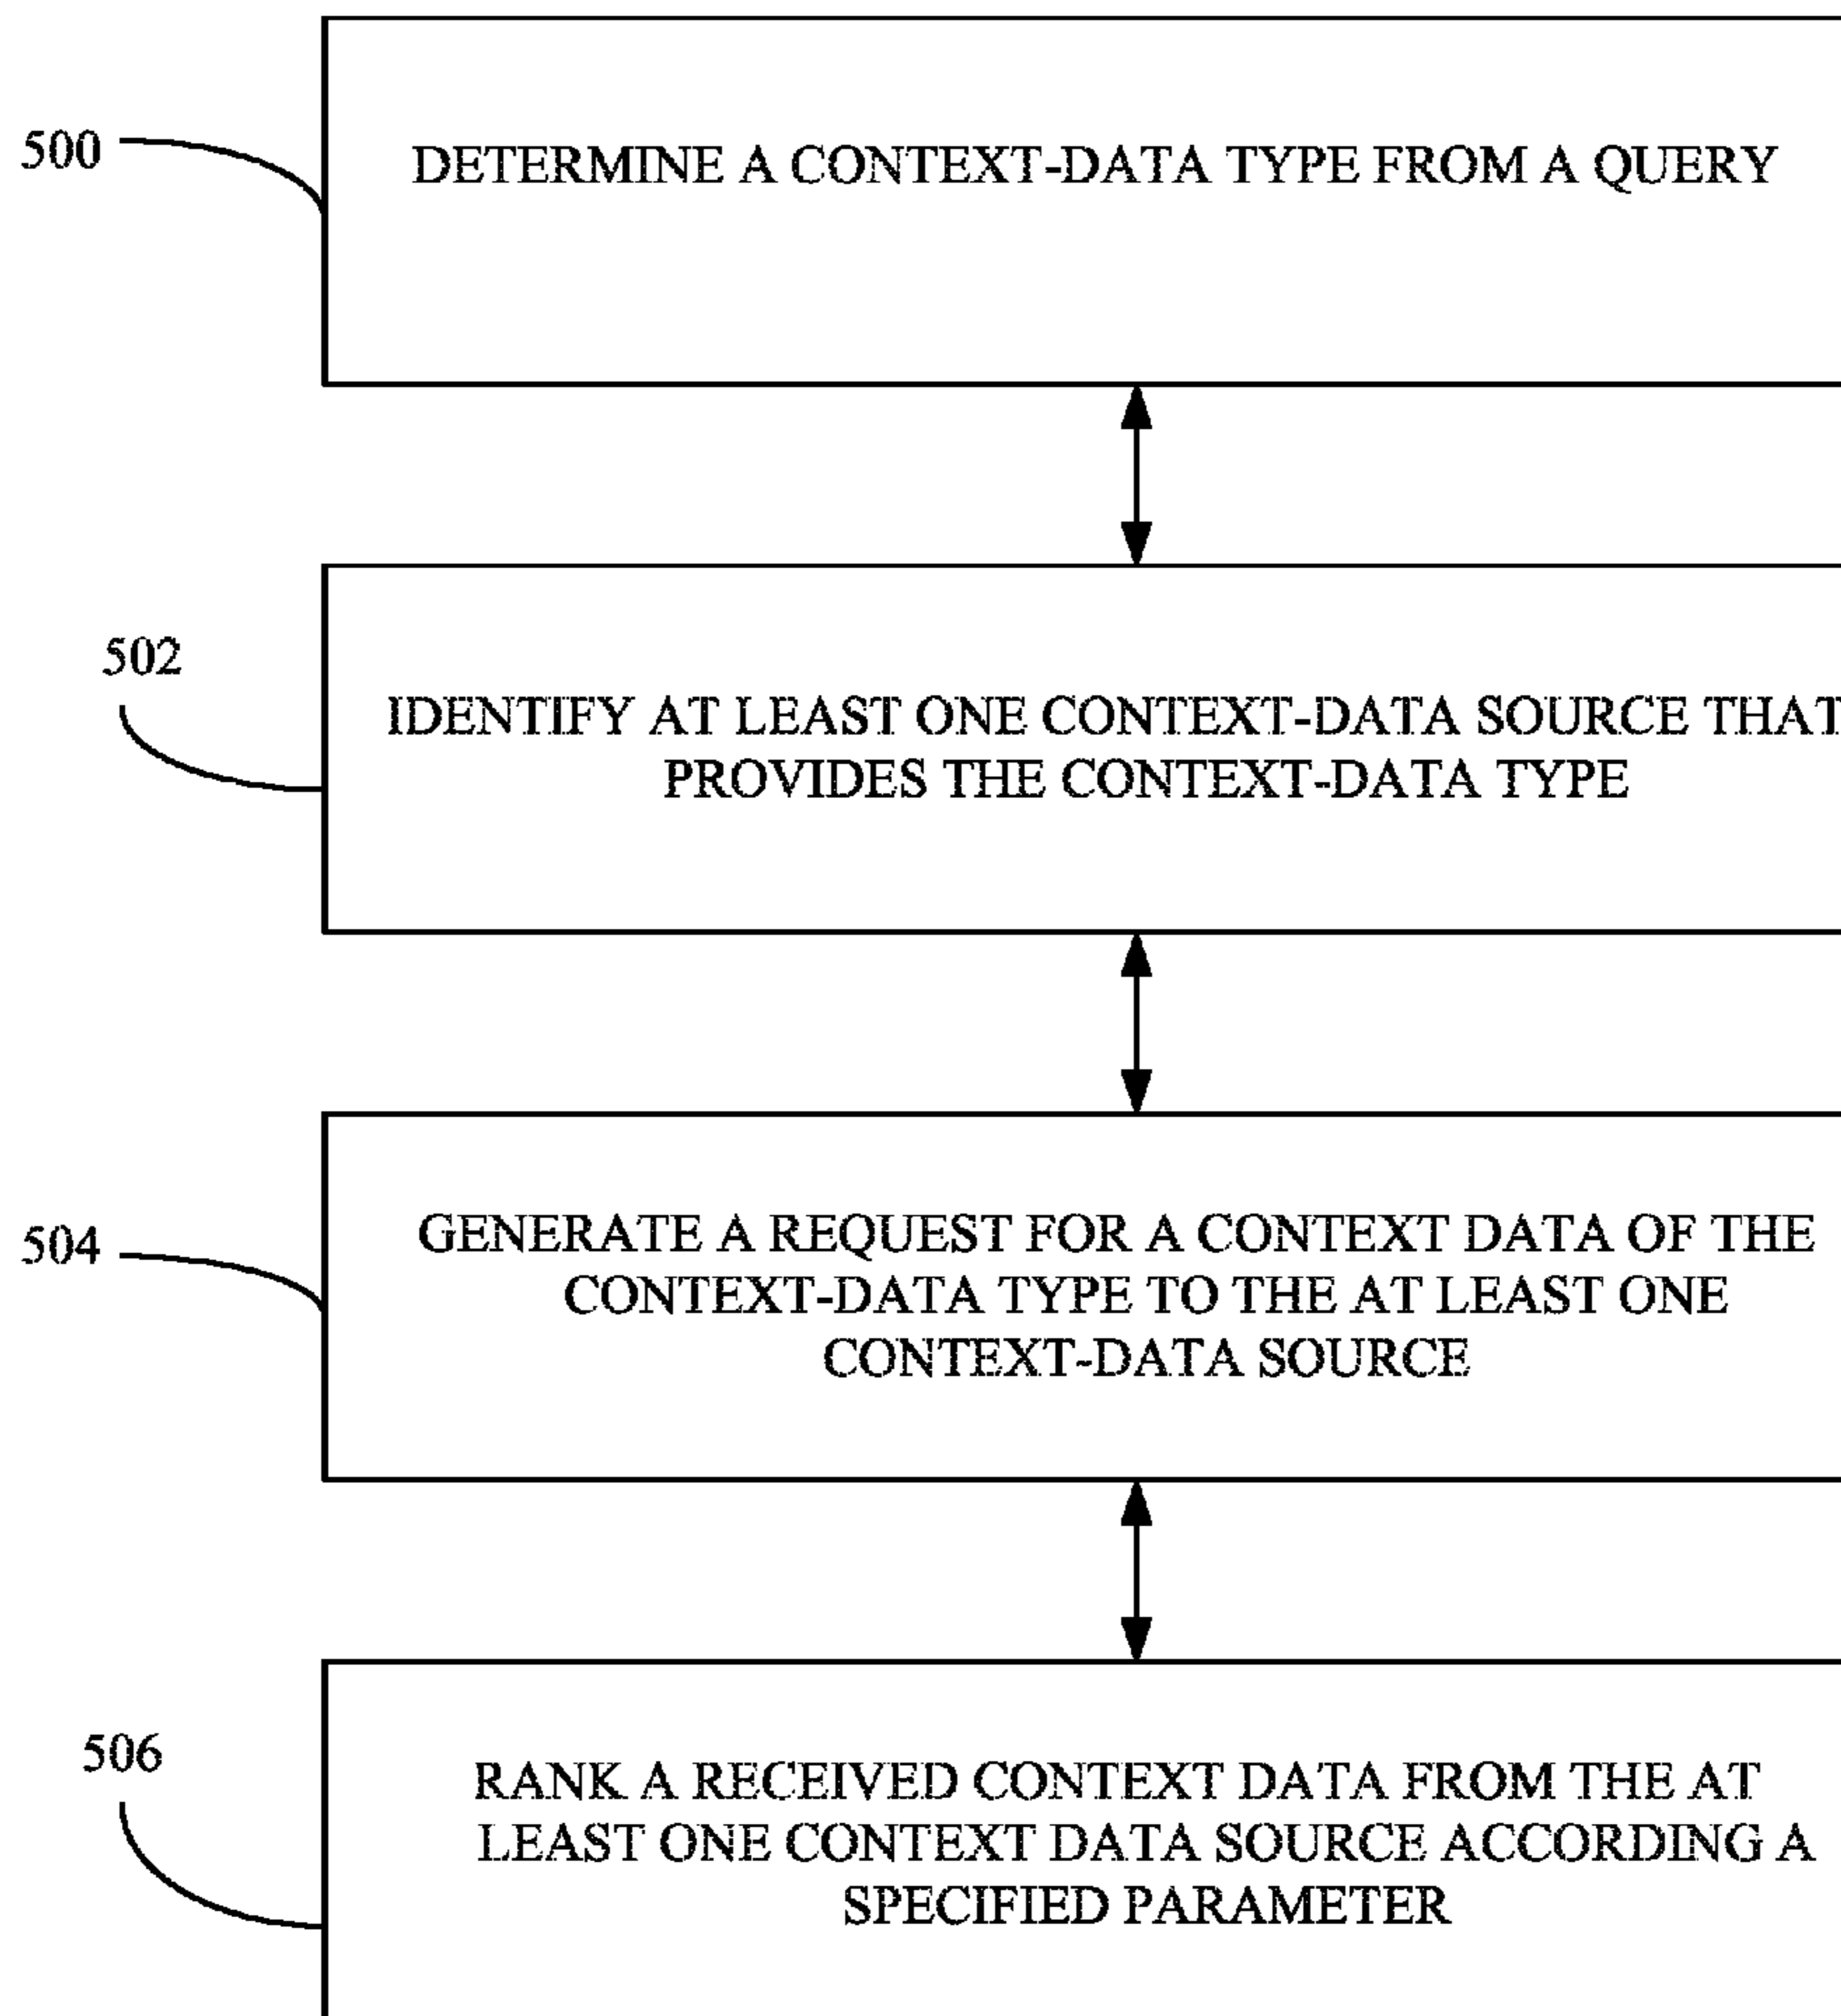 500
DETERMINE A CONTEXT-DATA TYPE FROM A QUERY
502
IDENTIFY AT LEAST ONE CONTEXT-DATA SOURCE THAT
PROVIDES THE CONTEXT-DATA TYPE
504
GENERATE A REQUEST FOR A CONTEXT DATA OF THE
CONTEXT-DATA TYPE TO THE AT LEAST ONE
CONTEXT-DATA SOURCE
506
RANK A RECEIVED CONTEXT DATA FROM THE AT
LEAST ONE CONTEXT DATA SOURCE ACCORDING A
SPECIFIED PARAMETER